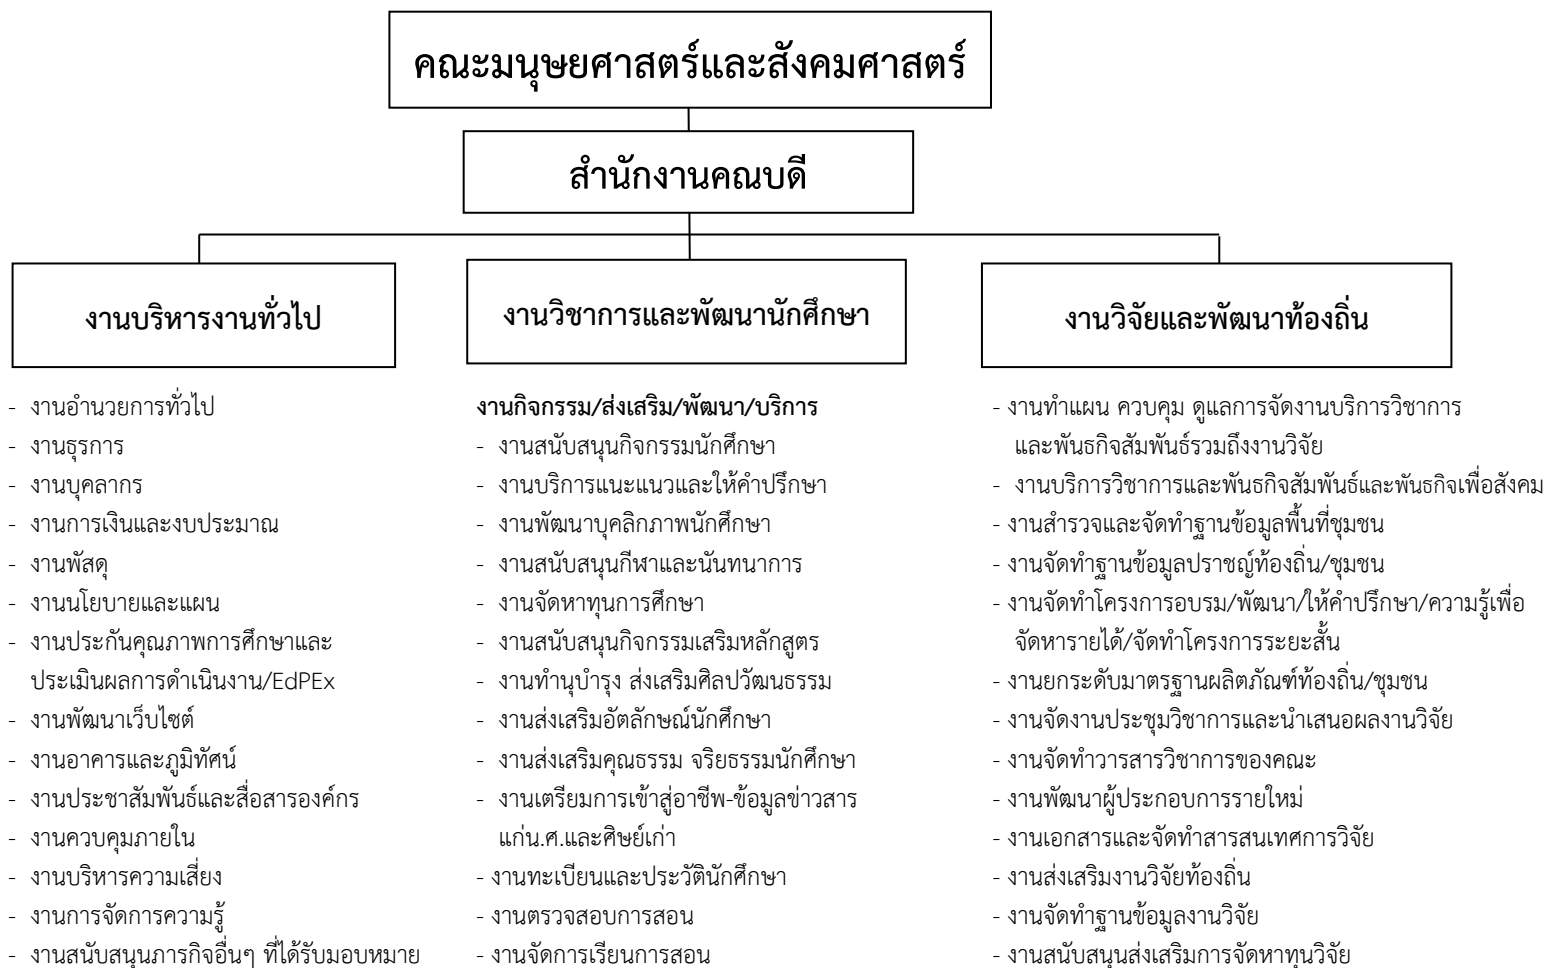 คณะมนุษยศาสตร์และสังคมศาสตร์
สำนักงานคณบดี
งานบริหารงานทั่วไป
งานวิชาการและพัฒนานักศึกษา
งานวิจัยและพัฒนาท้องถิ่น
- งานอำนวยการทั่วไป
- งานธุรการ
- งานบุคลากร
- งานการเงินและงบประมาณ
- งานพัสดุ
- งานนโยบายและแผน
- งานประกันคุณภาพการศึกษาและ
ประเมินผลการดำเนินงาน/EdPEx
- งานพัฒนาเว็บไซต์
- งานอาคารและภูมิทัศน์
- งานประชาสัมพันธ์และสื่อสารองค์กร
- งานควบคุมภายใน
- งานบริหารความเสี่ยง
- งานการจัดการความรู้
- งานสนับสนุนภารกิจอื่นๆ ที่ได้รับมอบหมาย
งานกิจกรรม/ส่งเสริม/พัฒนา/บริการ
- งานสนับสนุนกิจกรรมนักศึกษา
- งานบริการแนะแนวและให้คำปรึกษา
- งานพัฒนาบุคลิกภาพนักศึกษา
- งานสนับสนุนกีฬาและนันทนาการ
- งานจัดหาทุนการศึกษา
- งานสนับสนุนกิจกรรมเสริมหลักสูตร
- งานทำนุบำรุง ส่งเสริมศิลปวัฒนธรรม
- งานส่งเสริมอัตลักษณ์นักศึกษา
- งานส่งเสริมคุณธรรม จริยธรรมนักศึกษา
- งานเตรียมการเข้าสู่อาชีพ-ข้อมูลข่าวสาร
แก่น.ศ.และศิษย์เก่า
- งานทะเบียนและประวัตินักศึกษา
- งานตรวจสอบการสอน
- งานจัดการเรียนการสอน
- งานทำแผน ควบคุม ดูแลการจัดงานบริการวิชาการ
และพันธกิจสัมพันธ์รวมถึงงานวิจัย
- งานบริการวิชาการและพันธกิจสัมพันธ์และพันธกิจเพื่อสังคม
- งานสำรวจและจัดทำฐานข้อมูลพื้นที่ชุมชน
- งานจัดทำฐานข้อมูลปราชญ์ท้องถิ่น/ชุมชน
- งานจัดทำโครงการอบรม/พัฒนา/ให้คำปรึกษา/ความรู้เพื่อ
จัดหารายได้/จัดทำโครงการระยะสั้น
- งานยกระดับมาตรฐานผลิตภัณฑ์ท้องถิ่น/ชุมชน
- งานจัดงานประชุมวิชาการและนำเสนอผลงานวิจัย
- งานจัดทำวารสารวิชาการของคณะ
- งานพัฒนาผู้ประกอบการรายใหม่
- งานเอกสารและจัดทำสารสนเทศการวิจัย
- งานส่งเสริมงานวิจัยท้องถิ่น
- งานจัดทำฐานข้อมูลงานวิจัย
- งานสนับสนุนส่งเสริมการจัดหาทุนวิจัย